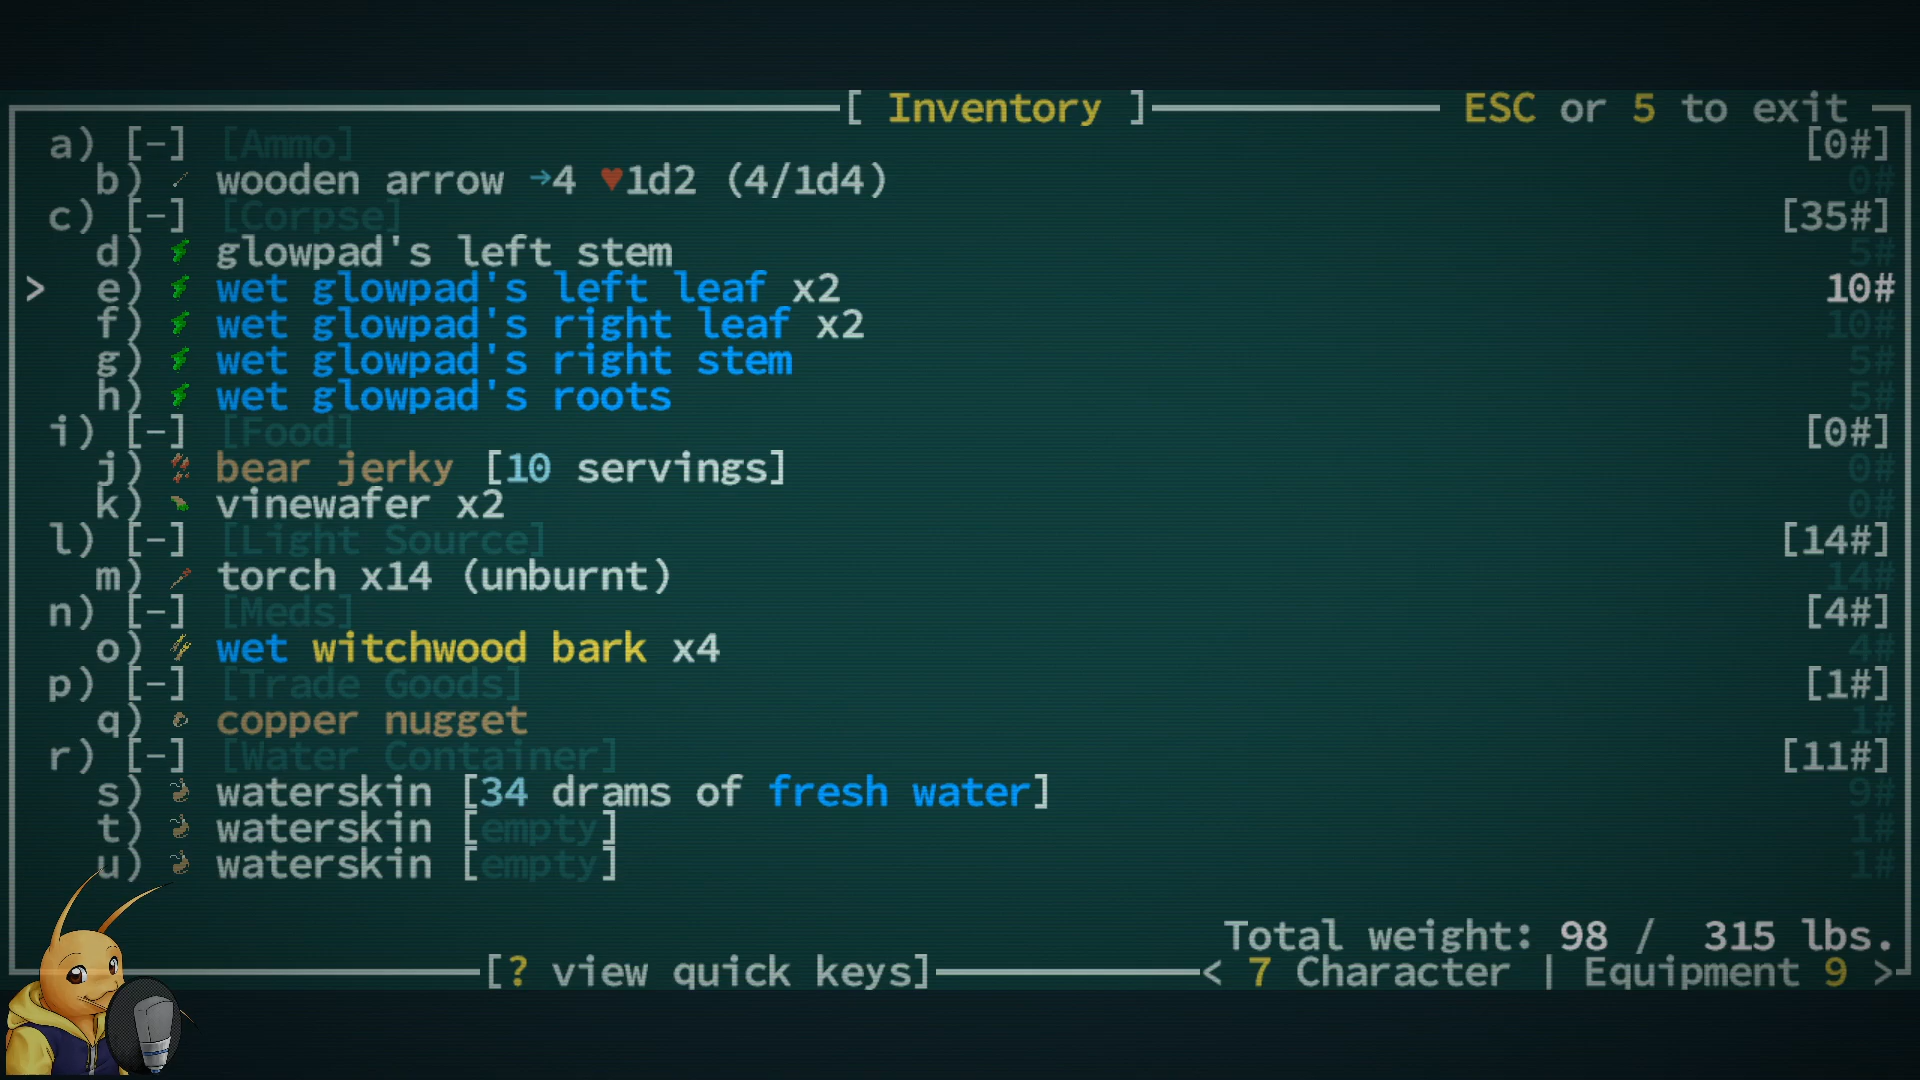 [ Inventory ] ESC or 5 to exit
a) [-] [Ammo] [0#]
b) wooden arrow →4 ♥1d2 (4/1d4) 0#
c) [-] [Corpse] [35#]
d) glowpad's left stem 5#
> e) wet glowpad's left leaf x2 10#
f) wet glowpad's right leaf x2 10#
g) wet glowpad's right stem 5#
h) wet glowpad's roots 5#
i) [-] [Food] [0#]
j) bear jerky [10 servings] 0#
k) vinewafer x2 0#
l) [-] [Light Source] [14#]
m) torch x14 (unburnt) 14#
n) [-] [Meds] [4#]
o) wet witchwood bark x4 4#
p) [-] [Trade Goods] [1#]
q) copper nugget 1#
r) [-] [Water Container] [11#]
s) waterskin [34 drams of fresh water] 9#
t) waterskin [empty] 1#
u) waterskin [empty] 1#
Total weight: 98 / 315 lbs.
[? view quick keys] < 7 Character | Equipment 9 >